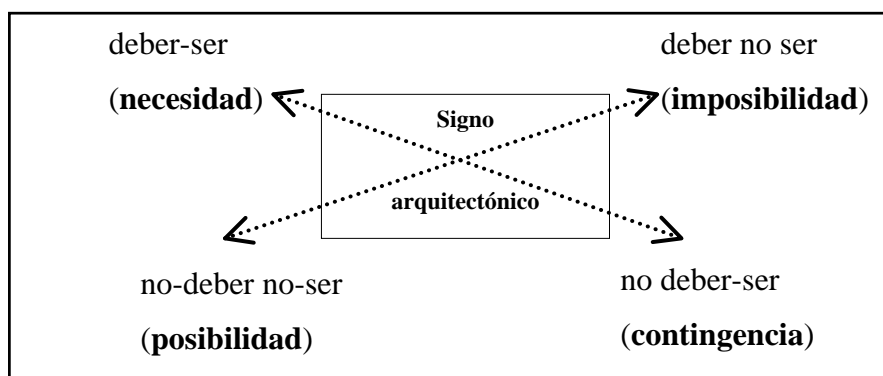 deber-ser
(necesidad)
deber no ser
(imposibilidad)
Signo
arquitectónico
no-deber no-ser
(posibilidad)
no deber-ser
(contingencia)